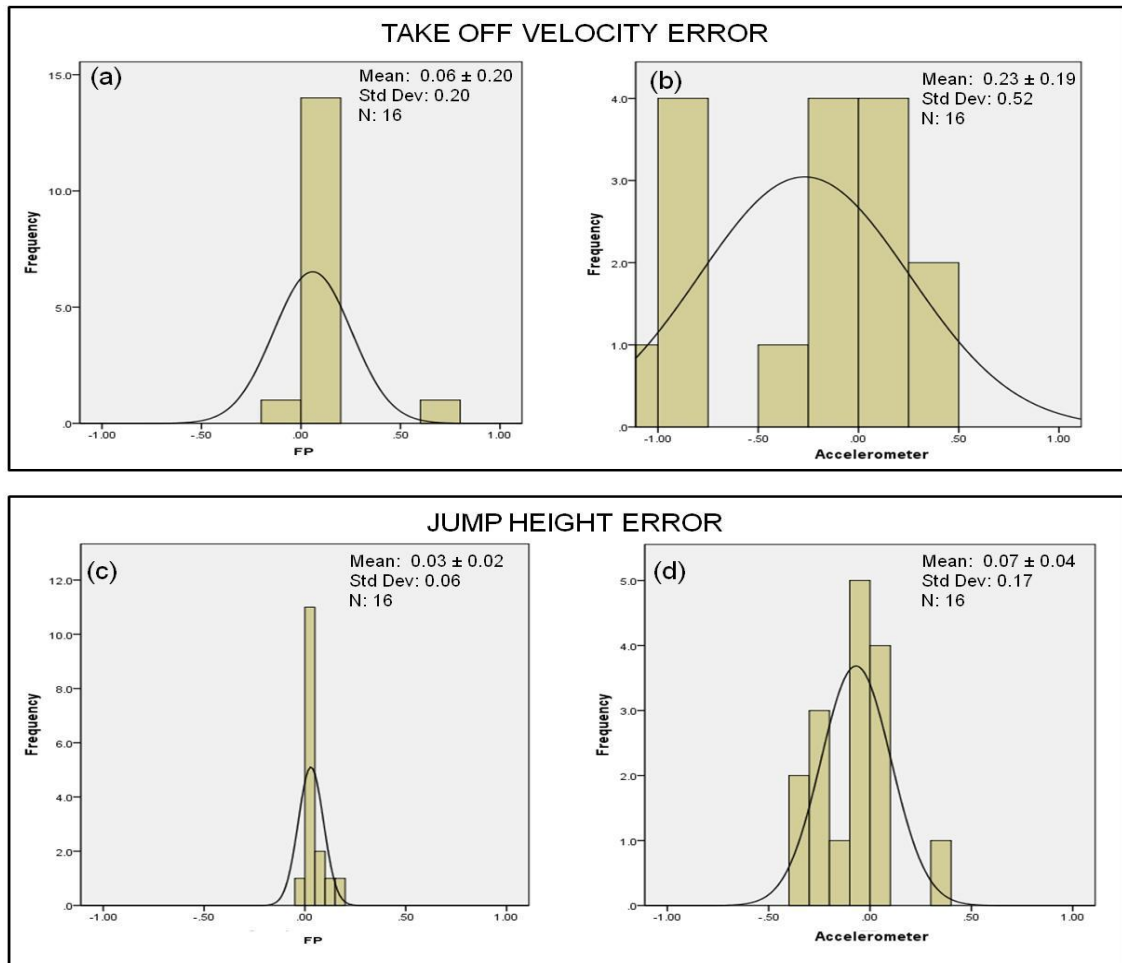 TAKE OFF VELOCITY ERROR
(a)
Mean: 0.06 ± 0.20
Std Dev: 0.20
N: 16
15.0
10.0
5.0
.0
Frequency
-1.00 -.50 .00 .50 1.00
FP
(b)
Mean: 0.23 ± 0.19
Std Dev: 0.52
N: 16
4.0
3.0
2.0
1.0
.0
Frequency
-1.00 -.50 .00 .50 1.00
Accelerometer
JUMP HEIGHT ERROR
(c)
Mean: 0.03 ± 0.02
Std Dev: 0.06
N: 16
12.0
10.0
8.0
6.0
4.0
2.0
.0
Frequency
-1.00 -.50 .00 .50 1.00
FP
(d)
Mean: 0.07 ± 0.04
Std Dev: 0.17
N: 16
5.0
4.0
3.0
2.0
1.0
.0
Frequency
-1.00 -.50 .00 .50 1.00
Accelerometer